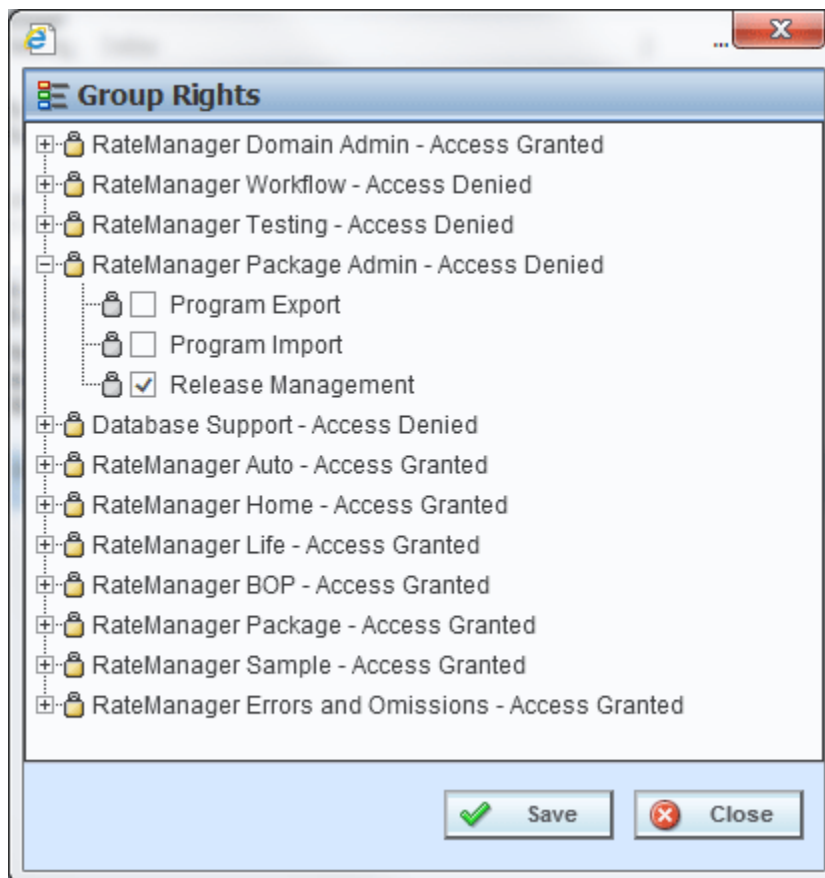 ...
Group Rights
RateManager Domain Admin - Access Granted
RateManager Workflow - Access Denied
RateManager Testing - Access Denied
RateManager Package Admin - Access Denied
Program Export
Program Import
Release Management
Database Support - Access Denied
RateManager Auto - Access Granted
RateManager Home - Access Granted
RateManager Life - Access Granted
RateManager BOP - Access Granted
RateManager Package - Access Granted
RateManager Sample - Access Granted
RateManager Errors and Omissions - Access Granted
Save Close